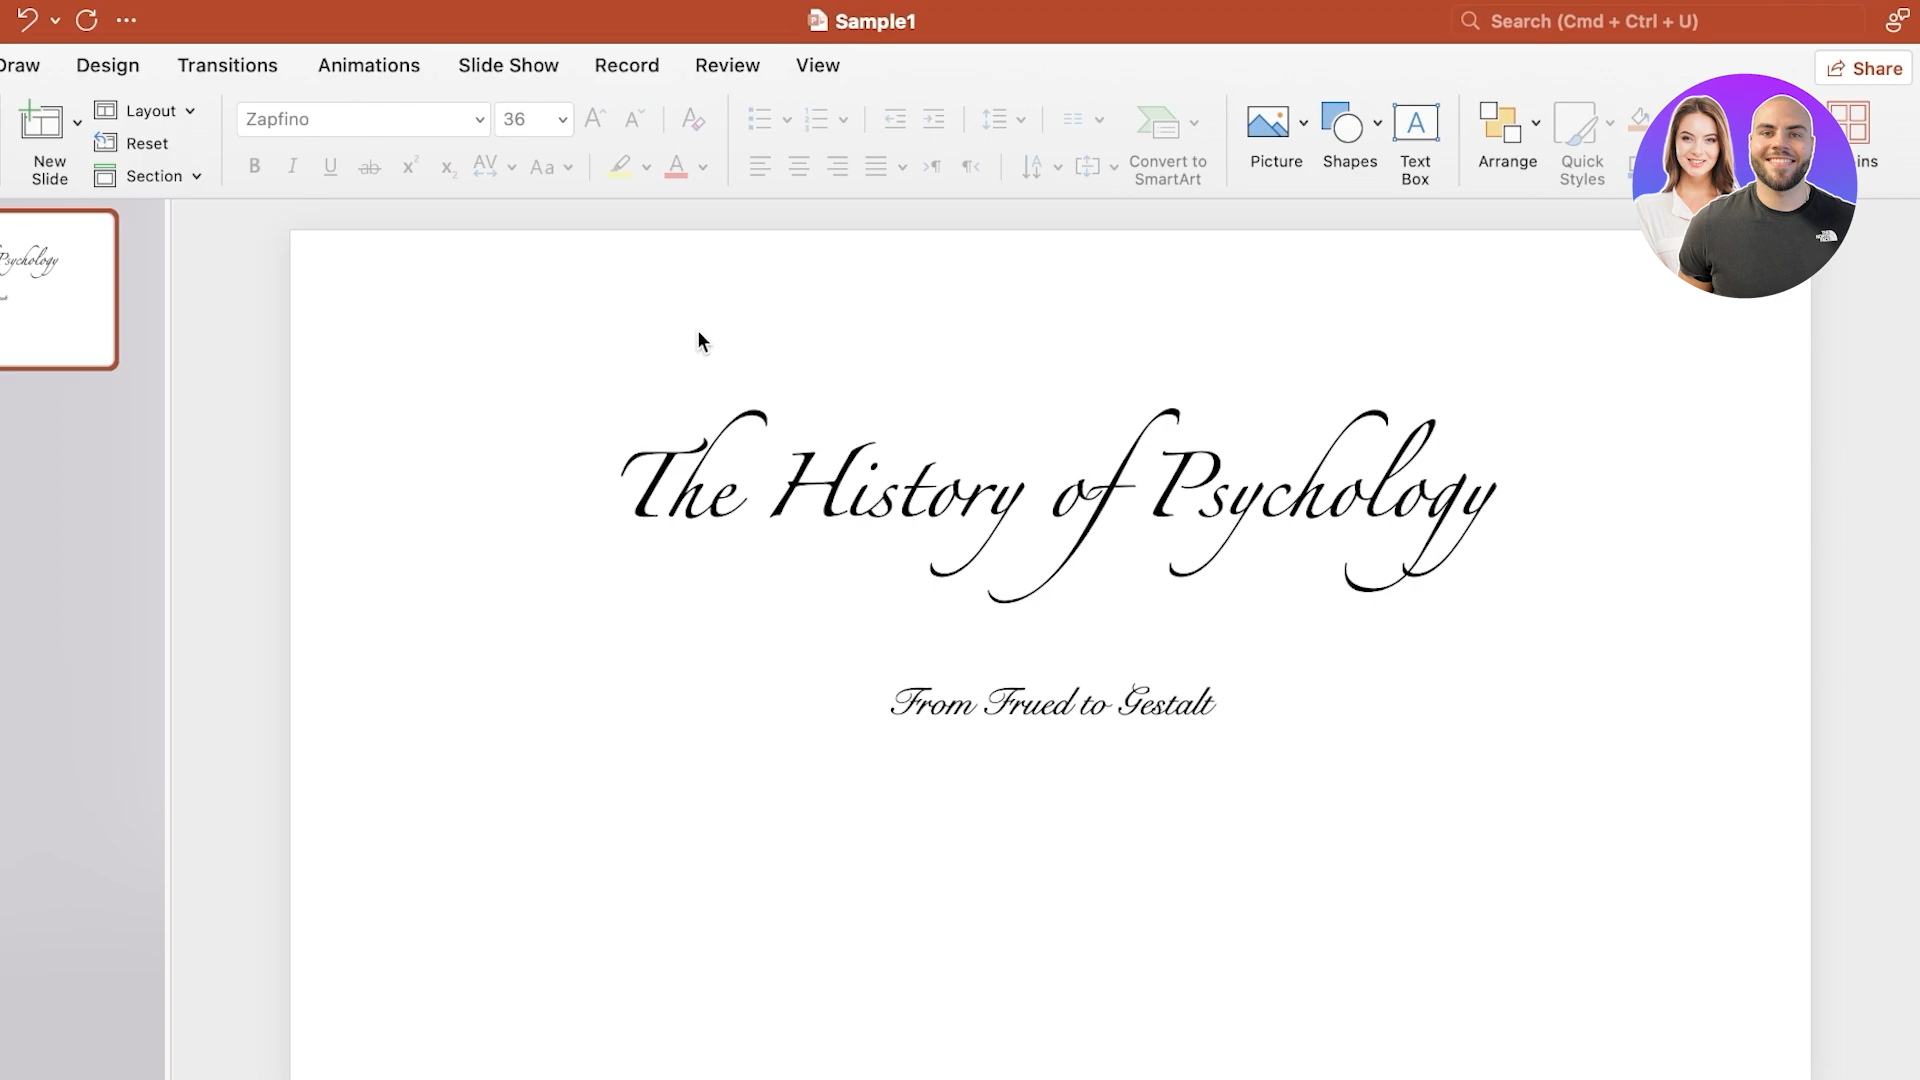 Sample1
Search (Cmd + Ctrl + U)
Draw Design Transitions Animations Slide Show Record Review View
Share
New Slide
Layout
Reset
Section
Zapfino 36
Convert to SmartArt
Picture
Shapes
Text Box
Arrange
Quick Styles
The History of Psychology
From Frued to Gestalt